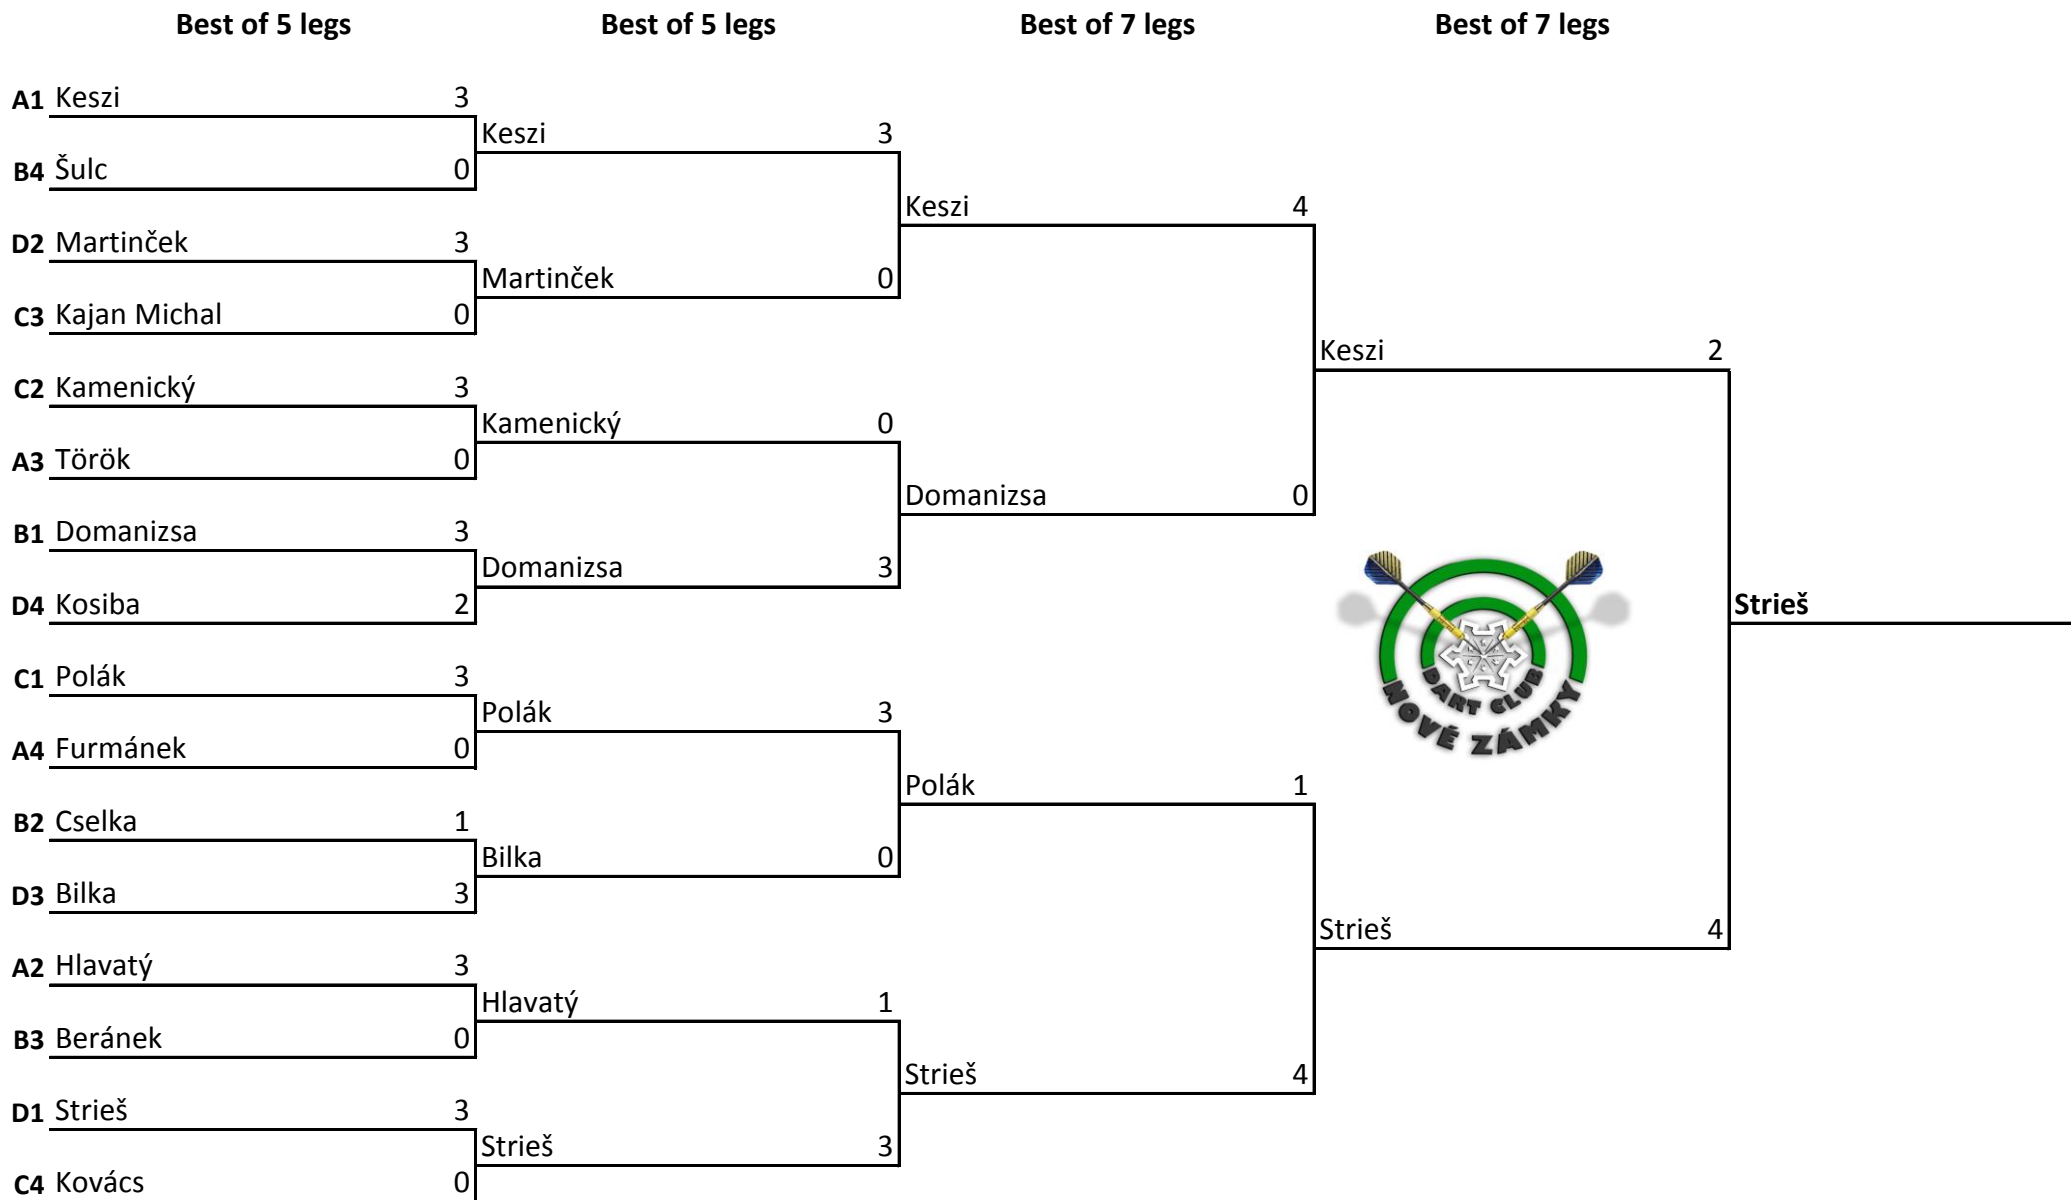 Best of 5 legs Best of 5 legs Best of 7 legs Best of 7 legs
A1 Keszi 3
Keszi 3
B4 Šulc 0
Keszi 4
D2 Martinček 3
Martinček 0
C3 Kajan Michal 0
Keszi 2
C2 Kamenický 3
Kamenický 0
A3 Török 0
Domanizsa 0
B1 Domanizsa 3
Domanizsa 3
D4 Kosiba 2
Strieš
C1 Polák 3
DART CLUB
NOVÉ ZÁMKY
Polák 3
A4 Furmánek 0
Polák 1
B2 Cselka 1
Bilka 0
D3 Bilka 3
Strieš 4
A2 Hlavatý 3
Hlavatý 1
B3 Beránek 0
Strieš 4
D1 Strieš 3
Strieš 3
C4 Kovács 0